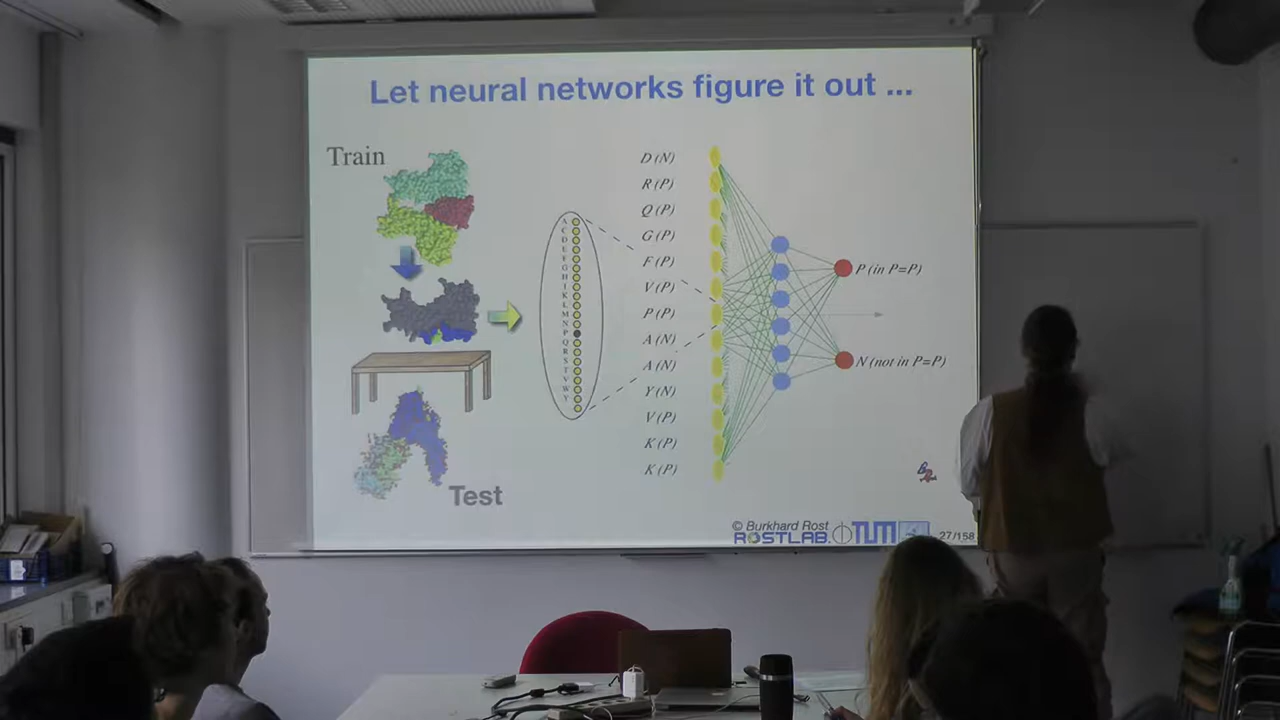 Let neural networks figure it out ...
Train
A
C
D
E
F
G
H
I
K
L
M
N
P
Q
R
S
T
V
W
Y
D (N)
R (P)
Q (P)
G (P)
F (P)
V (P)
P (P)
A (N)
A (N)
Y (N)
V (P)
K (P)
K (P)
P (in P=P)
N (not in P=P)
Test
© Burkhard Rost
ROSTLAB
TUM
27/158